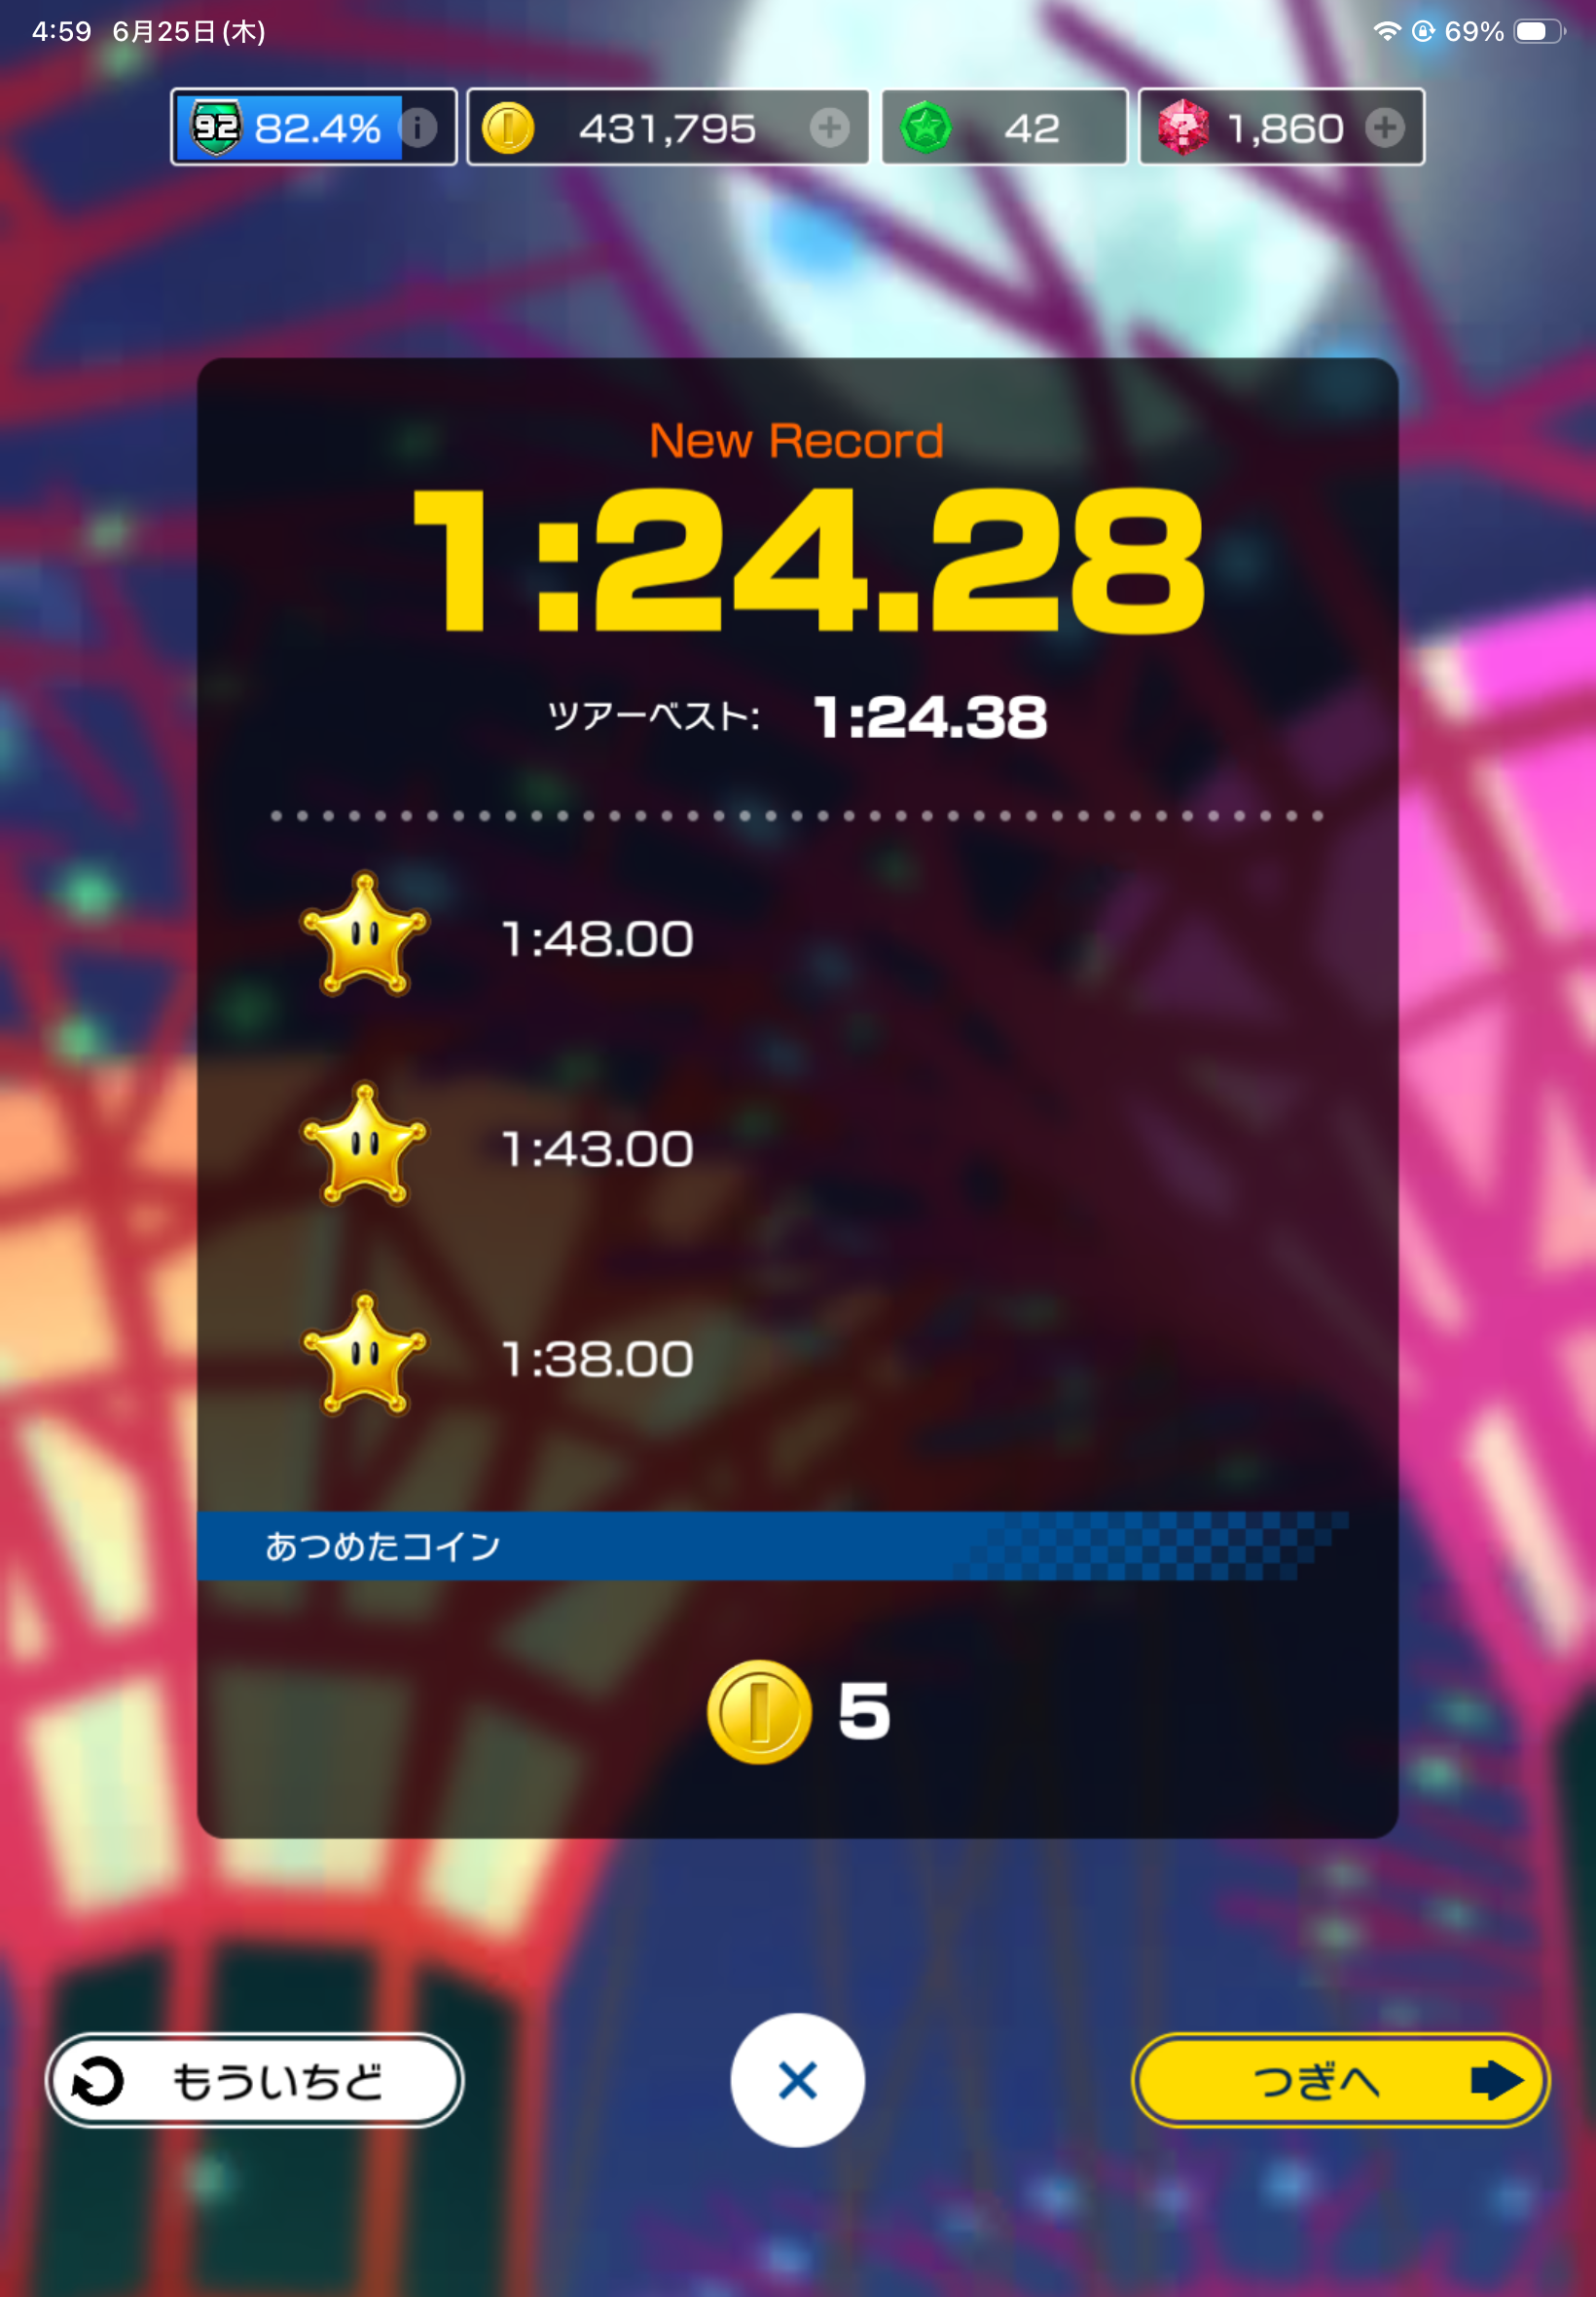 4:59 6月25日(木) 69%
92 82.4% i 431,795 + 42 ? 1,860 +
New Record
1:24.28
ツアーベスト: 1:24.38
1:48.00
1:43.00
1:38.00
あつめたコイン
5
もういちど × つぎへ